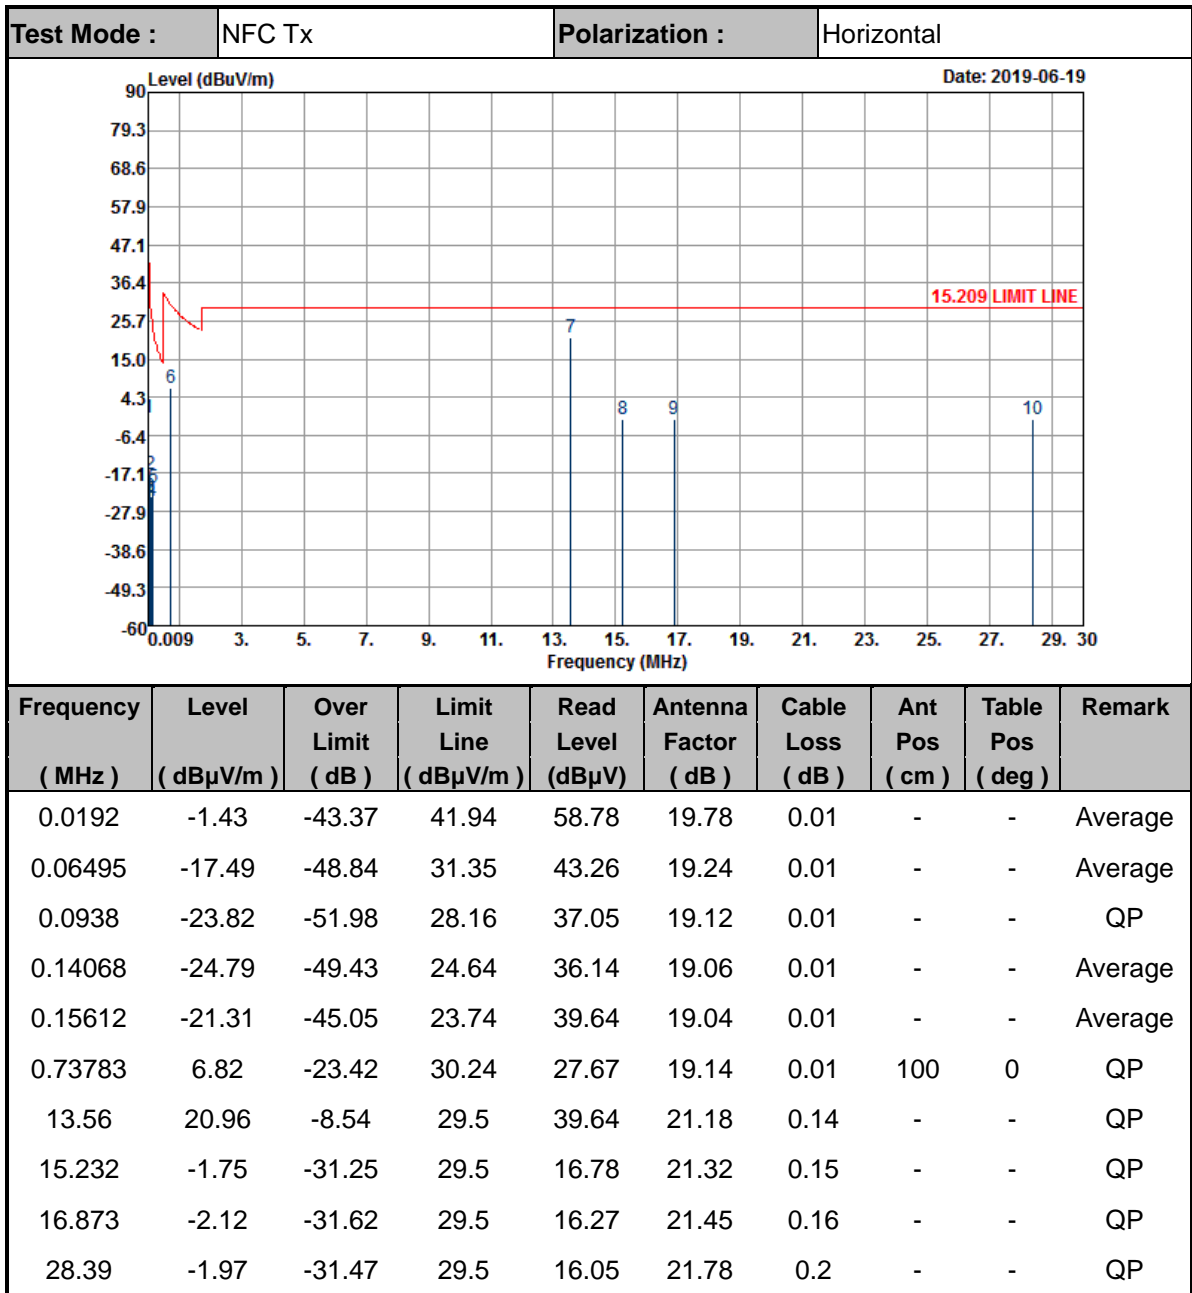 Test Mode : NFC Tx Polarization : Horizontal
Level (dBuV/m) Date: 2019-06-19
90
79.3
68.6
57.9
47.1
36.4
15.209 LIMIT LINE
25.7
7
15.0
6
4.3
1 8 9 10
-6.4
2
-17.1
-27.9
-38.6
-49.3
-60
0.009 3. 5. 7. 9. 11. 13. 15. 17. 19. 21. 23. 25. 27. 29. 30
Frequency (MHz)
Frequency Level Over Limit Read Antenna Cable Ant Table Remark
Limit Line Level Factor Loss Pos Pos
( MHz ) ( dBµV/m ) ( dB ) ( dBµV/m ) (dBµV) ( dB ) ( dB ) ( cm ) ( deg )
0.0192 -1.43 -43.37 41.94 58.78 19.78 0.01 - - Average
0.06495 -17.49 -48.84 31.35 43.26 19.24 0.01 - - Average
0.0938 -23.82 -51.98 28.16 37.05 19.12 0.01 - - QP
0.14068 -24.79 -49.43 24.64 36.14 19.06 0.01 - - Average
0.15612 -21.31 -45.05 23.74 39.64 19.04 0.01 - - Average
0.73783 6.82 -23.42 30.24 27.67 19.14 0.01 100 0 QP
13.56 20.96 -8.54 29.5 39.64 21.18 0.14 - - QP
15.232 -1.75 -31.25 29.5 16.78 21.32 0.15 - - QP
16.873 -2.12 -31.62 29.5 16.27 21.45 0.16 - - QP
28.39 -1.97 -31.47 29.5 16.05 21.78 0.2 - - QP